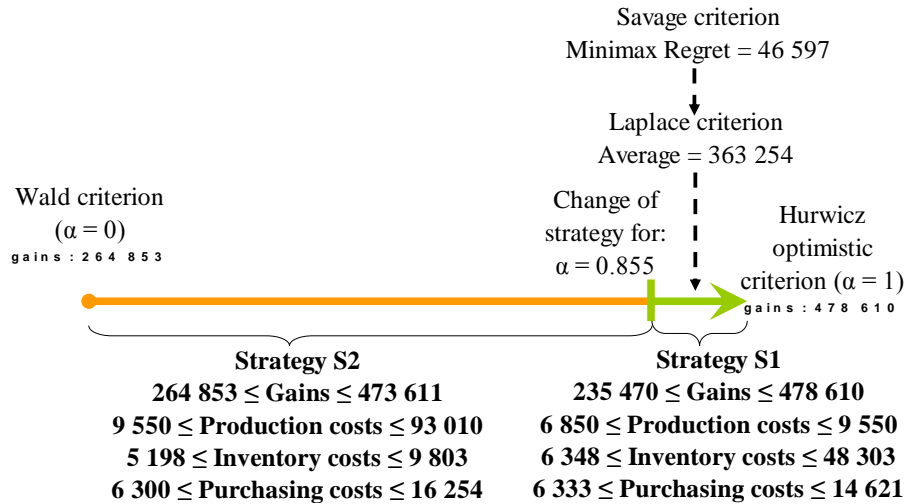 Savage criterion
Minimax Regret = 46 597
Laplace criterion
Average = 363 254
Wald criterion
(α = 0)
gains : 264 853
Change of
strategy for:
α = 0.855
Hurwicz
optimistic
criterion (α = 1)
gains : 478 610
Strategy S2
264 853 ≤ Gains ≤ 473 611
9 550 ≤ Production costs ≤ 93 010
5 198 ≤ Inventory costs ≤ 9 803
6 300 ≤ Purchasing costs ≤ 16 254
Strategy S1
235 470 ≤ Gains ≤ 478 610
6 850 ≤ Production costs ≤ 9 550
6 348 ≤ Inventory costs ≤ 48 303
6 333 ≤ Purchasing costs ≤ 14 621